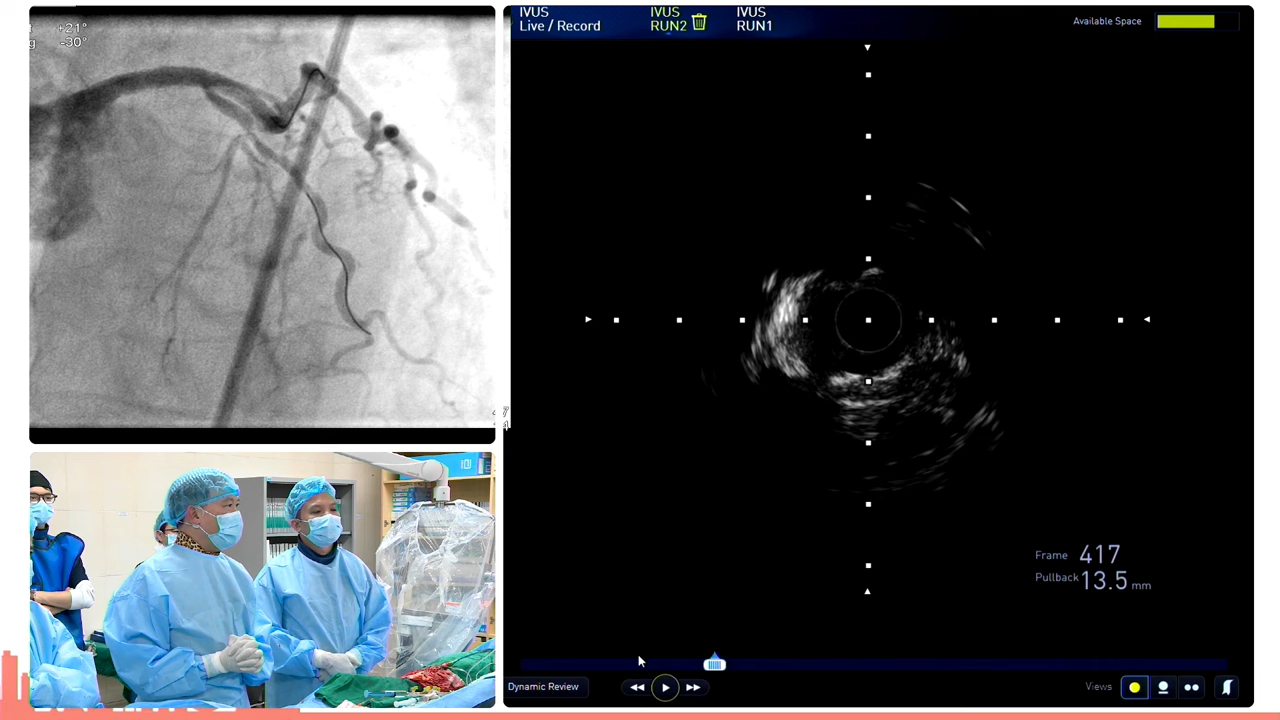 +21°
-30°
IVUS
Live / Record
IVUS
RUN2
IVUS
RUN1
Available Space
Frame 417
Pullback 13.5 mm
Dynamic Review
Views